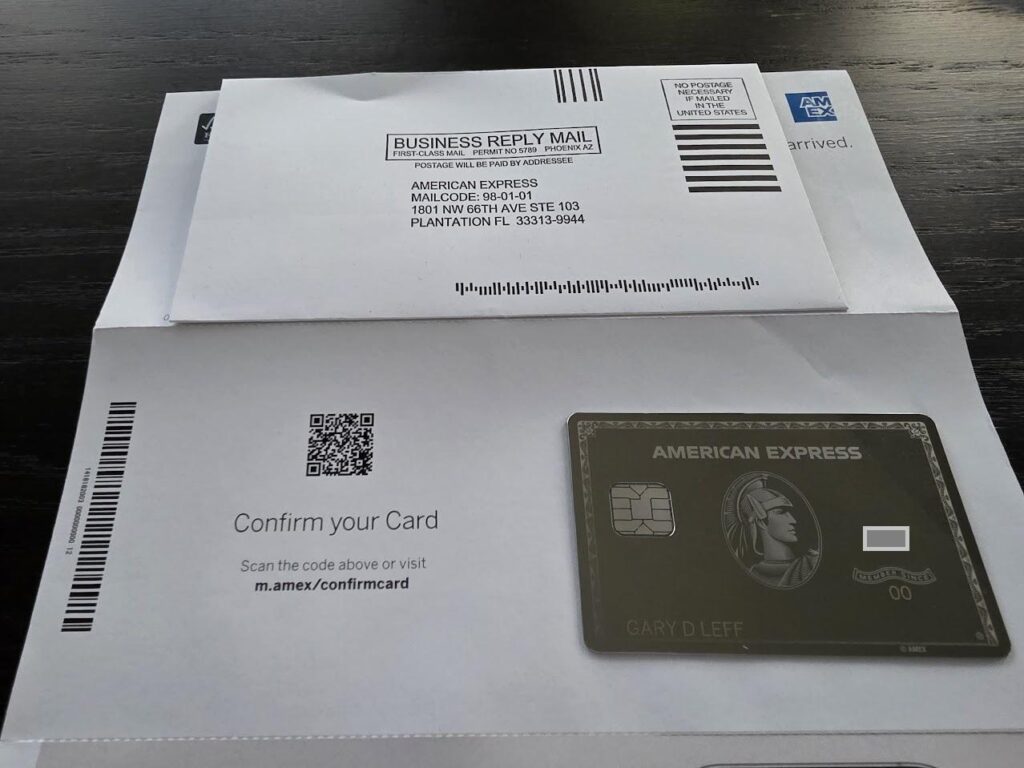 NO POSTAGE
NECESSARY
IF MAILED
IN THE
UNITED STATES
AM
EX
arrived.
BUSINESS REPLY MAIL
FIRST-CLASS MAIL PERMIT NO 5789 PHOENIX AZ
POSTAGE WILL BE PAID BY ADDRESSEE
AMERICAN EXPRESS
MAILCODE: 98-01-01
1801 NW 66TH AVE STE 103
PLANTATION FL 33313-9944
Confirm your Card
Scan the code above or visit
m.amex/confirmcard
AMERICAN EXPRESS
MEMBER SINCE
00
GARY D LEFF
© AMEX